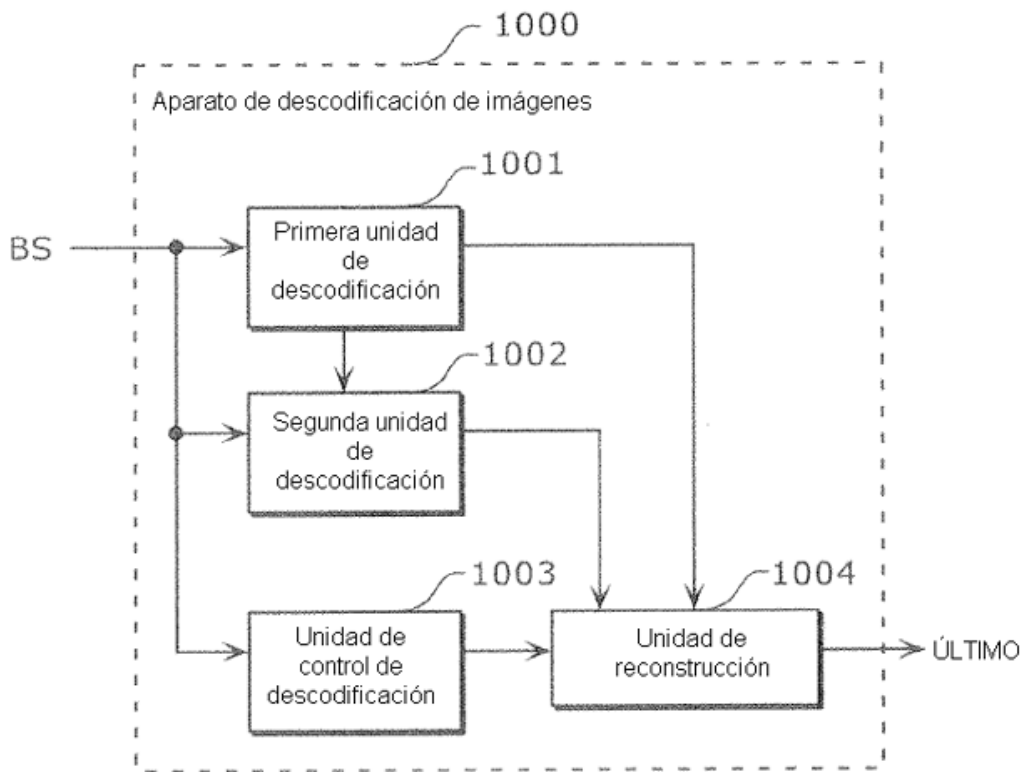 1000
Aparato de descodificación de imágenes
1001
BS
Primera unidad
de
descodificación
1002
Segunda unidad
de
descodificación
1003
1004
Unidad de
control de
descodificación
Unidad de
reconstrucción
ÚLTIMO